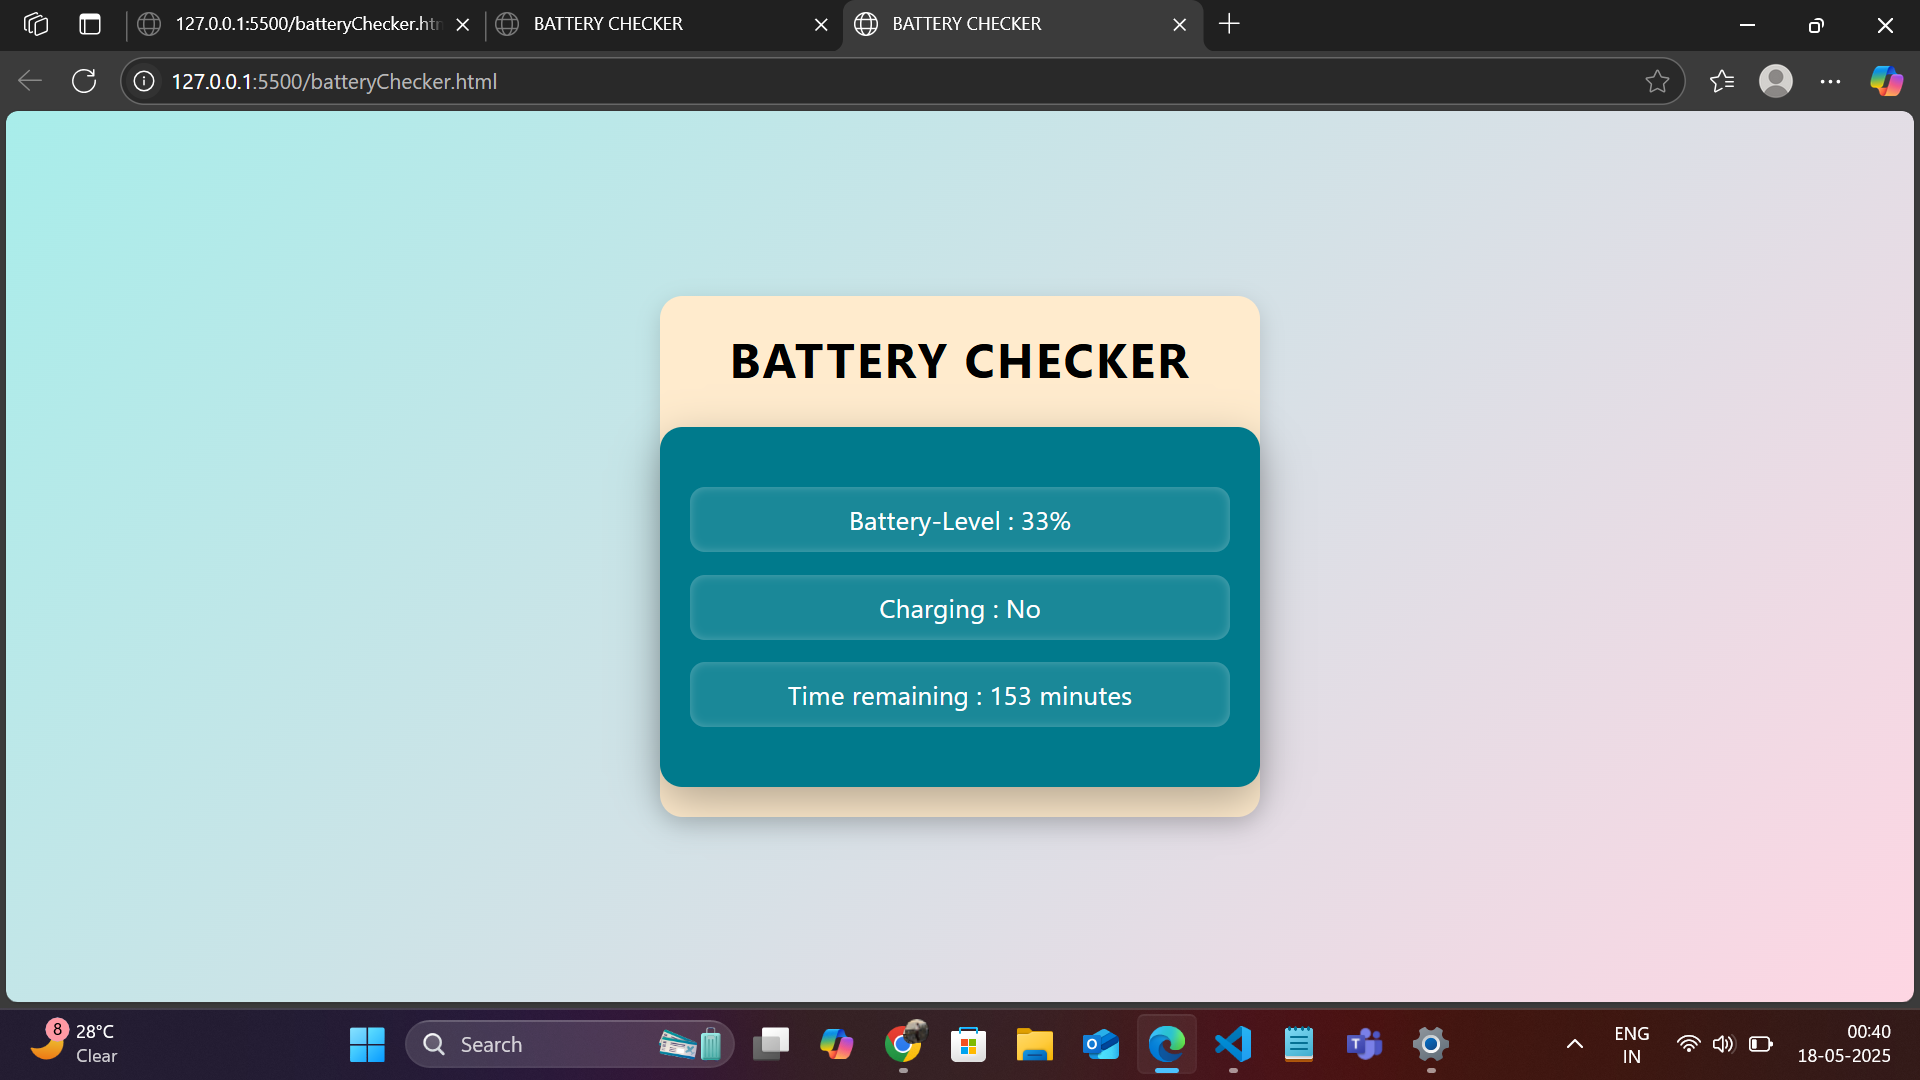 127.0.0.1:5500/batteryChecker.htm
BATTERY CHECKER
BATTERY CHECKER
127.0.0.1:5500/batteryChecker.html
BATTERY CHECKER
Battery-Level : 33%
Charging : No
Time remaining : 153 minutes
8
28°C
Clear
Search
ENG
IN
00:40
18-05-2025